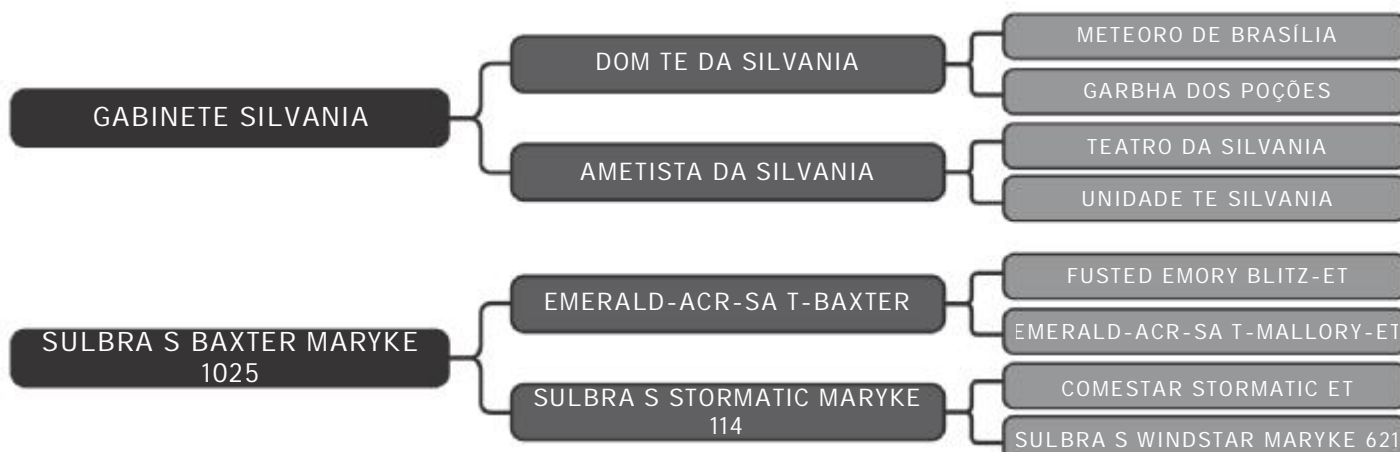 GABINETE SILVANIA
DOM TE DA SILVANIA
METEORO DE BRASÍLIA
GARBHA DOS POÇÕES
AMETISTA DA SILVANIA
TEATRO DA SILVANIA
UNIDADE TE SILVANIA
SULBRA S BAXTER MARYKE
1025
EMERALD-ACR-SA T-BAXTER
FUSTED EMORY BLITZ-ET
EMERALD-ACR-SA T-MALLORY-ET
SULBRA S STORMATIC MARYKE
114
COMESTAR STORMATIC ET
SULBRA S WINDSTAR MARYKE 621